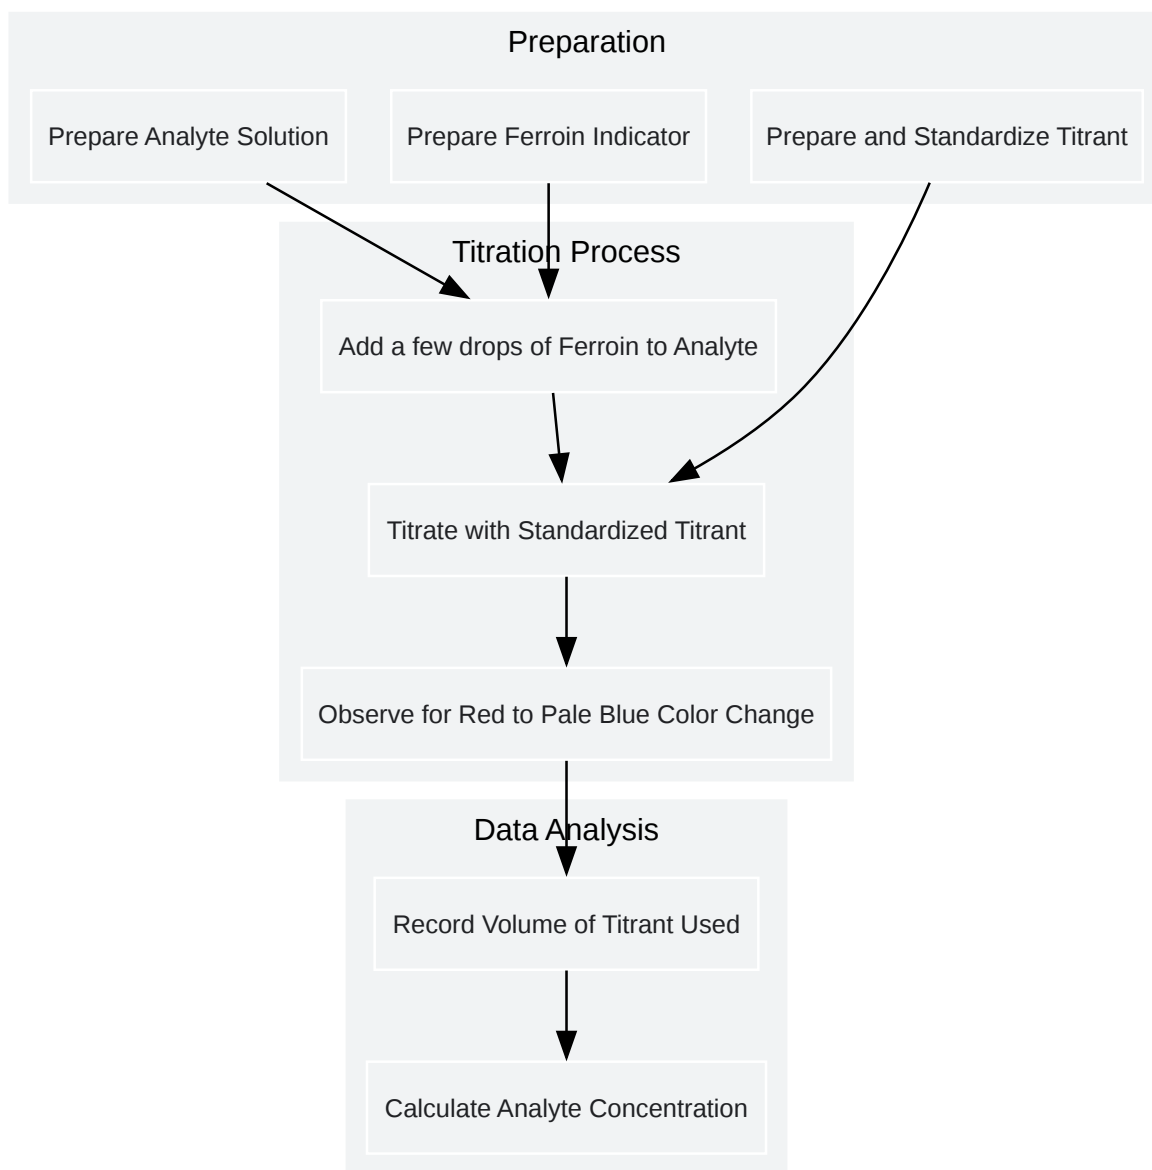 Preparation
Prepare Analyte Solution
Prepare Ferroin Indicator
Prepare and Standardize Titrant
Titration Process
Add a few drops of Ferroin to Analyte
Titrate with Standardized Titrant
Observe for Red to Pale Blue Color Change
Data Analysis
Record Volume of Titrant Used
Calculate Analyte Concentration